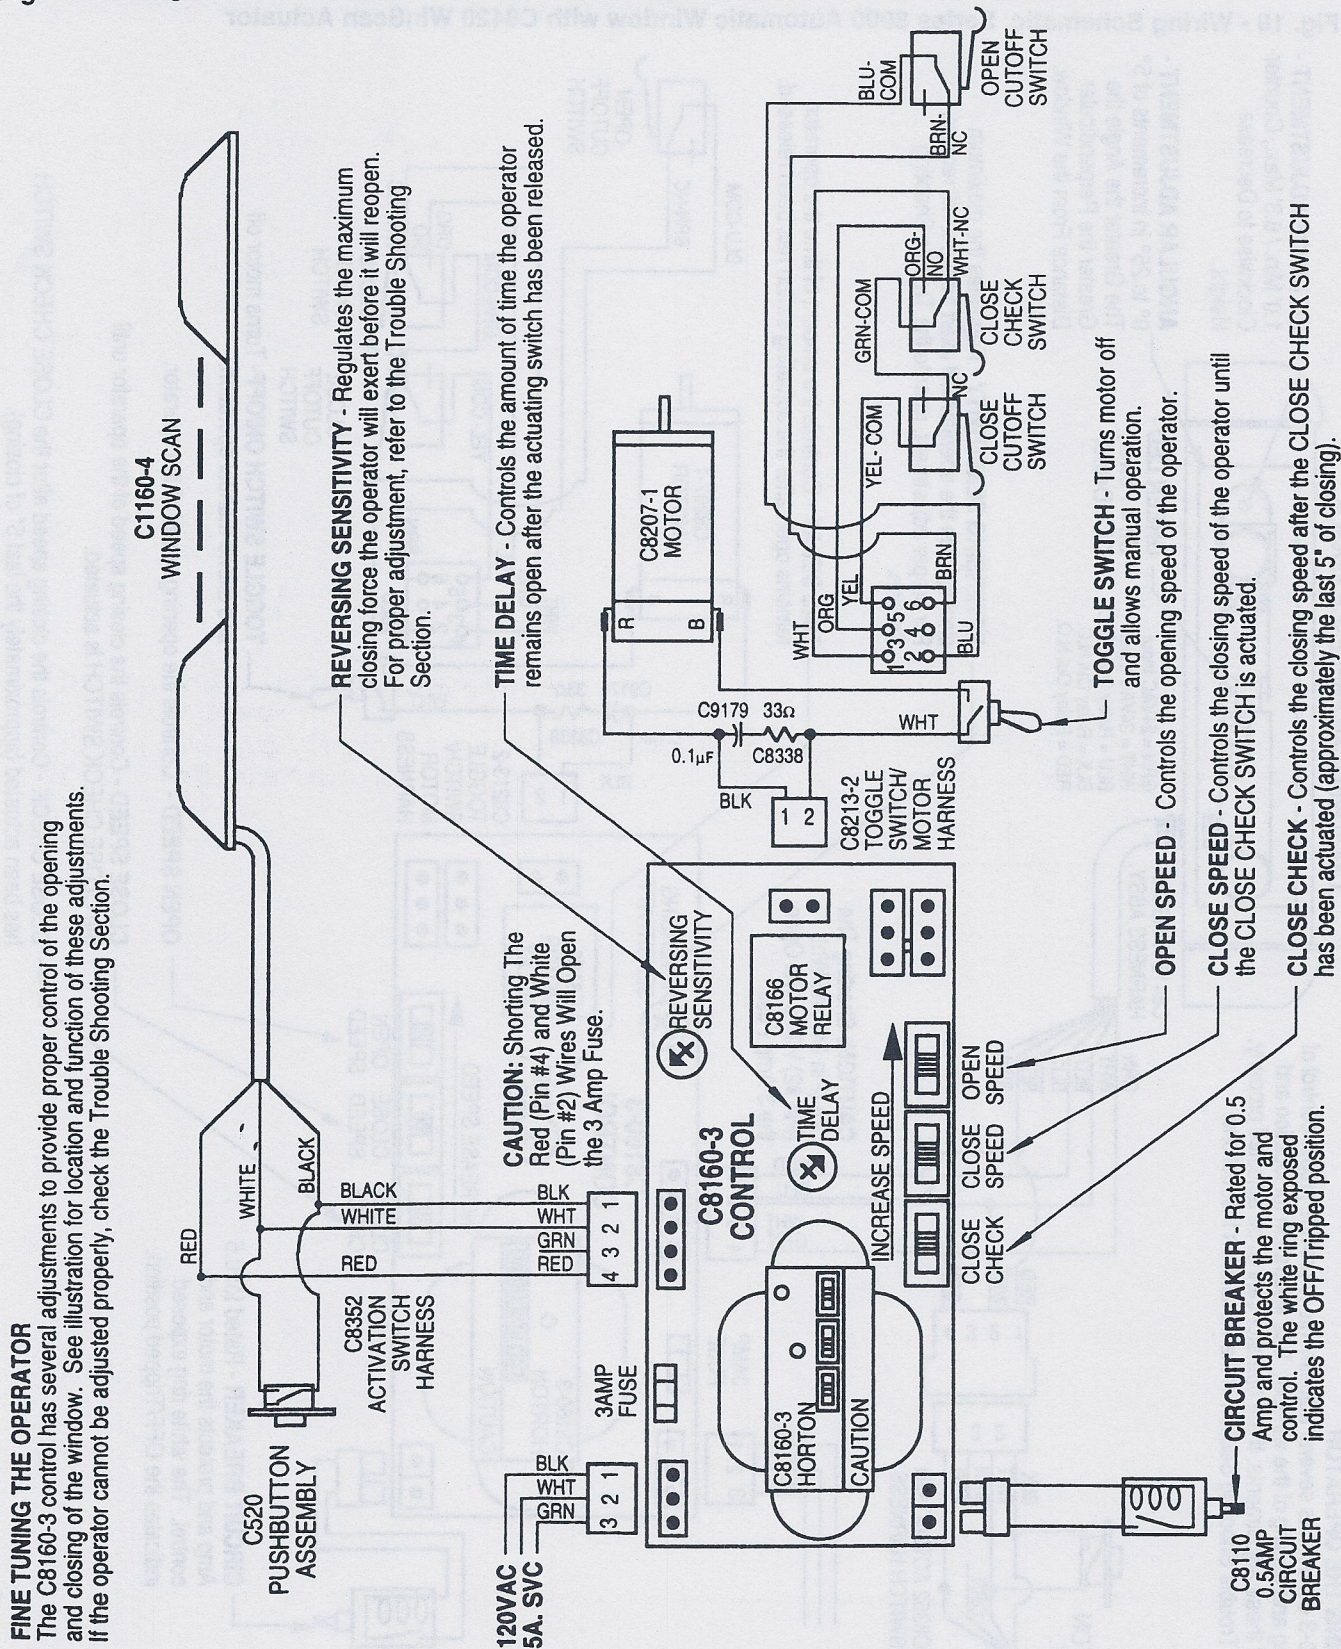 FINE TUNING THE OPERATOR
The C8160-3 control has several adjustments to provide proper control of the opening
and closing of the window. See illustration for location and function of these adjustments.
If the operator cannot be adjusted properly, check the Trouble Shooting Section.
C1160-4
WINDOW SCAN
RED
WHITE
BLACK
BLACK
WHITE
RED
C520
PUSHBUTTON
ASSEMBLY
C8352
ACTIVATION
SWITCH
HARNESS
BLK
WHT
GRN
RED
1
2
3
4
CAUTION: Shorting The
Red (Pin #4) and White
(Pin #2) Wires Will Open
the 3 Amp Fuse.
REVERSING SENSITIVITY - Regulates the maximum
closing force the operator will exert before it will reopen.
For proper adjustment, refer to the Trouble Shooting
Section.
TIME DELAY - Controls the amount of time the operator
remains open after the actuating switch has been released.
120VAC
5A. SVC
BLK
WHT
GRN
1
2
3
3AMP
FUSE
C8160-3
CONTROL
REVERSING
SENSITIVITY
C8166
MOTOR
RELAY
TIME
DELAY
INCREASE SPEED
C8160-3
HORTON
CAUTION
CLOSE
CHECK
CLOSE
SPEED
OPEN
SPEED
C8207-1
MOTOR
R
B
C9179
0.1µF
33Ω
C8338
BLK
WHT
1 2
C8213-2
TOGGLE
SWITCH/
MOTOR
HARNESS
WHT
ORG
YEL
1 3 5
2 4 6
BLU
BRN
YEL- COM
NC
CLOSE
CUTOFF
SWITCH
GRN-COM
ORG-
NO
WHT-NC
CLOSE
CHECK
SWITCH
BLU-
COM
BRN-
NC
OPEN
CUTOFF
SWITCH
TOGGLE SWITCH - Turns motor off
and allows manual operation.
OPEN SPEED - Controls the opening speed of the operator.
CLOSE SPEED - Controls the closing speed of the operator until
the CLOSE CHECK SWITCH is actuated.
CLOSE CHECK - Controls the closing speed after the CLOSE CHECK SWITCH
has been actuated (approximately the last 5" of closing).
C8110
0.5AMP
CIRCUIT
BREAKER
CIRCUIT BREAKER - Rated for 0.5
Amp and protects the motor and
control. The white ring exposed
indicates the OFF/Tripped position.